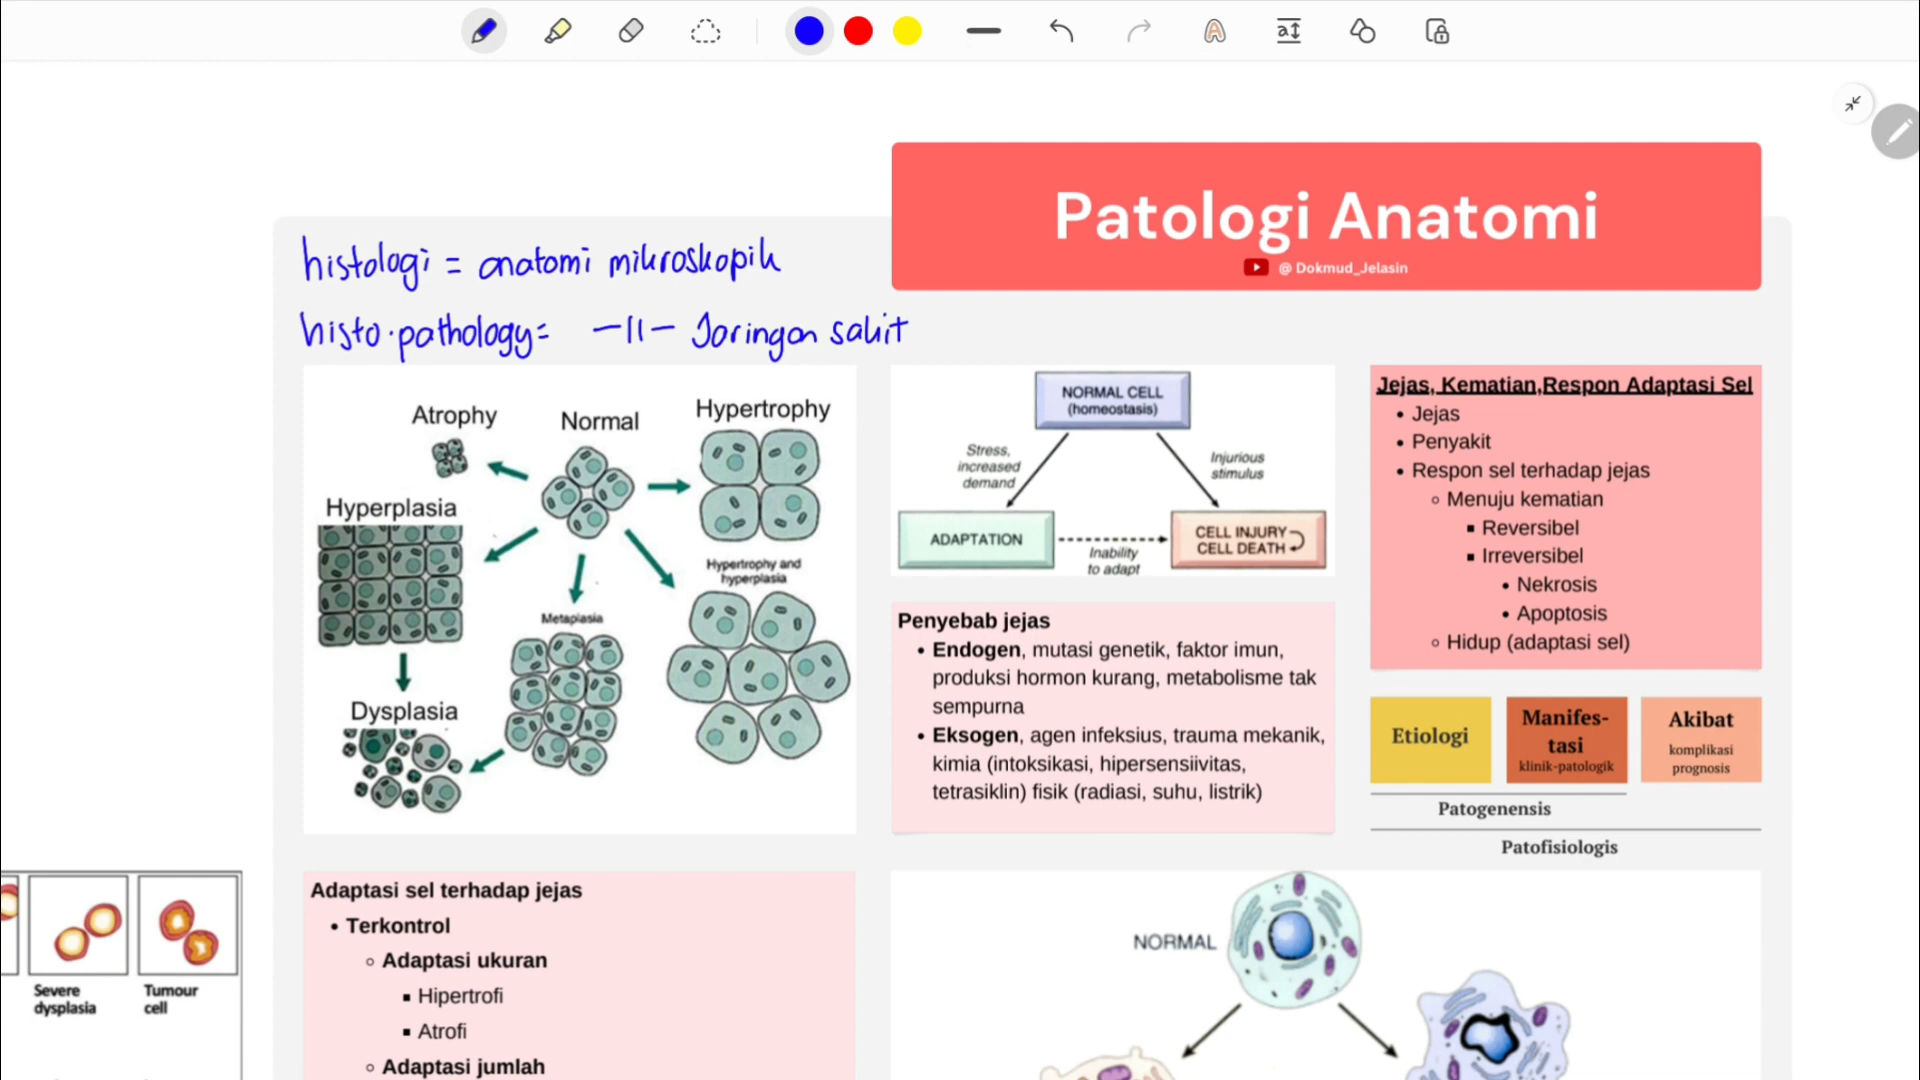 Patologi Anatomi
@ Dokmud_Jelasin
histologi = anatomi mikroskopik
histo.pathology= –11– Jaringan sakit
Atrophy
Normal
Hypertrophy
Hyperplasia
Hypertrophy and
hyperplasia
Metaplasia
Dysplasia
NORMAL CELL
(homeostasis)
Stress,
increased
demand
Injurious
stimulus
ADAPTATION
CELL INJURY
CELL DEATH
Inability
to adapt
Penyebab jejas
• Endogen, mutasi genetik, faktor imun,
produksi hormon kurang, metabolisme tak
sempurna
• Eksogen, agen infeksius, trauma mekanik,
kimia (intoksikasi, hipersensiivitas,
tetrasiklin) fisik (radiasi, suhu, listrik)
Jejas, Kematian,Respon Adaptasi Sel
• Jejas
• Penyakit
• Respon sel terhadap jejas
◦ Menuju kematian
▪ Reversibel
▪ Irreversibel
• Nekrosis
• Apoptosis
◦ Hidup (adaptasi sel)
Etiologi
Manifes-
tasi
klinik-patologik
Akibat
komplikasi
prognosis
Patogenensis
Patofisiologis
Severe
dysplasia
Tumour
cell
Adaptasi sel terhadap jejas
• Terkontrol
◦ Adaptasi ukuran
▪ Hipertrofi
▪ Atrofi
◦ Adaptasi jumlah
NORMAL